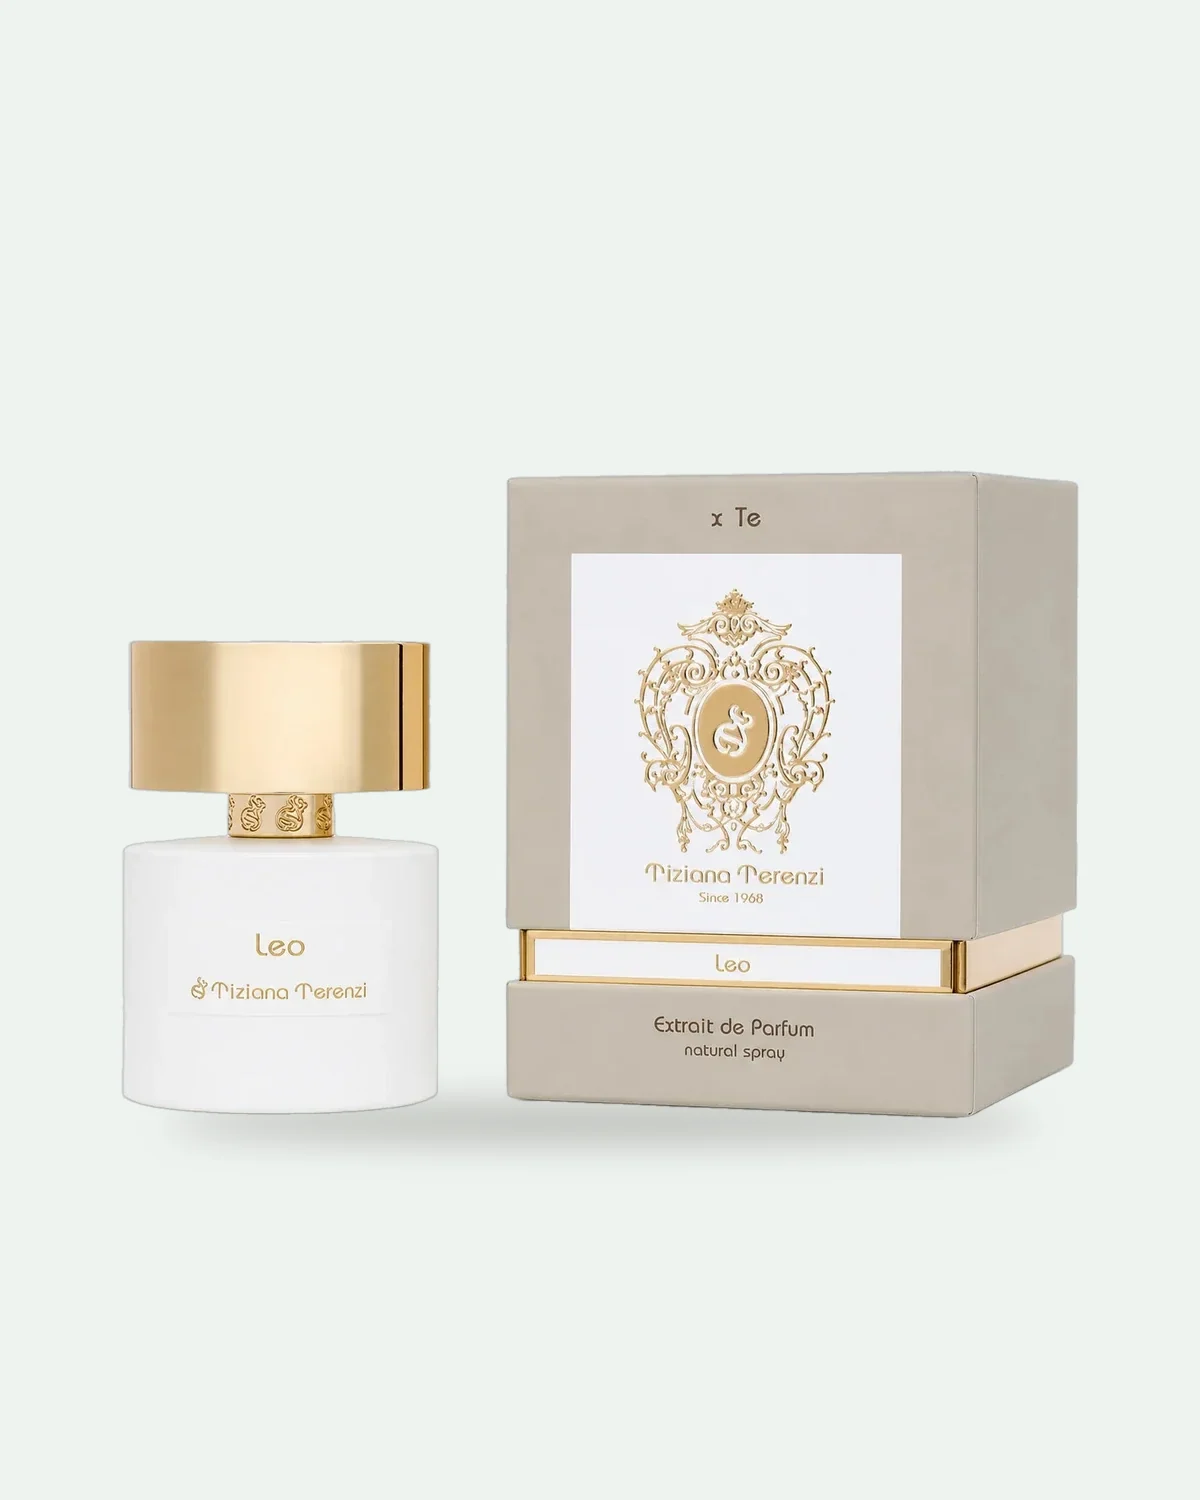 Leo
Tiziana Terenzi
x Te
Tiziana Terenzi
Since 1968
Leo
Extrait de Parfum
natural spray